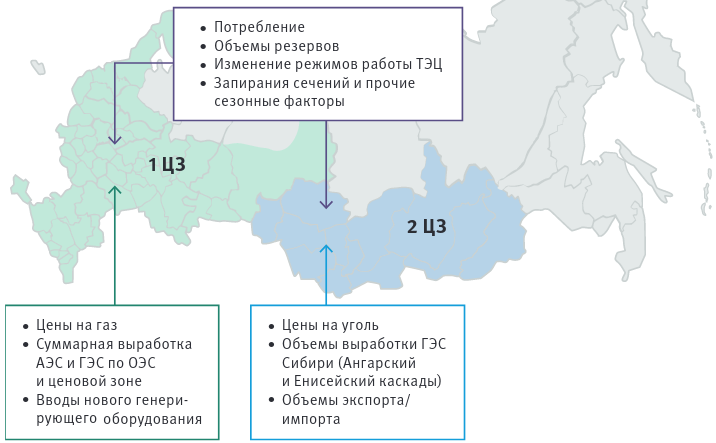 • Потребление
• Объемы резервов
• Изменение режимов работы ТЭЦ
• Запирания сечений и прочие
сезонные факторы
1 ЦЗ
2 ЦЗ
• Цены на газ
• Суммарная выработка
АЭС и ГЭС по ОЭС
и ценовой зоне
• Вводы нового генери-
рующего оборудования
• Цены на уголь
• Объемы выработки ГЭС
Сибири (Ангарский
и Енисейский каскады)
• Объемы экспорта/
импорта